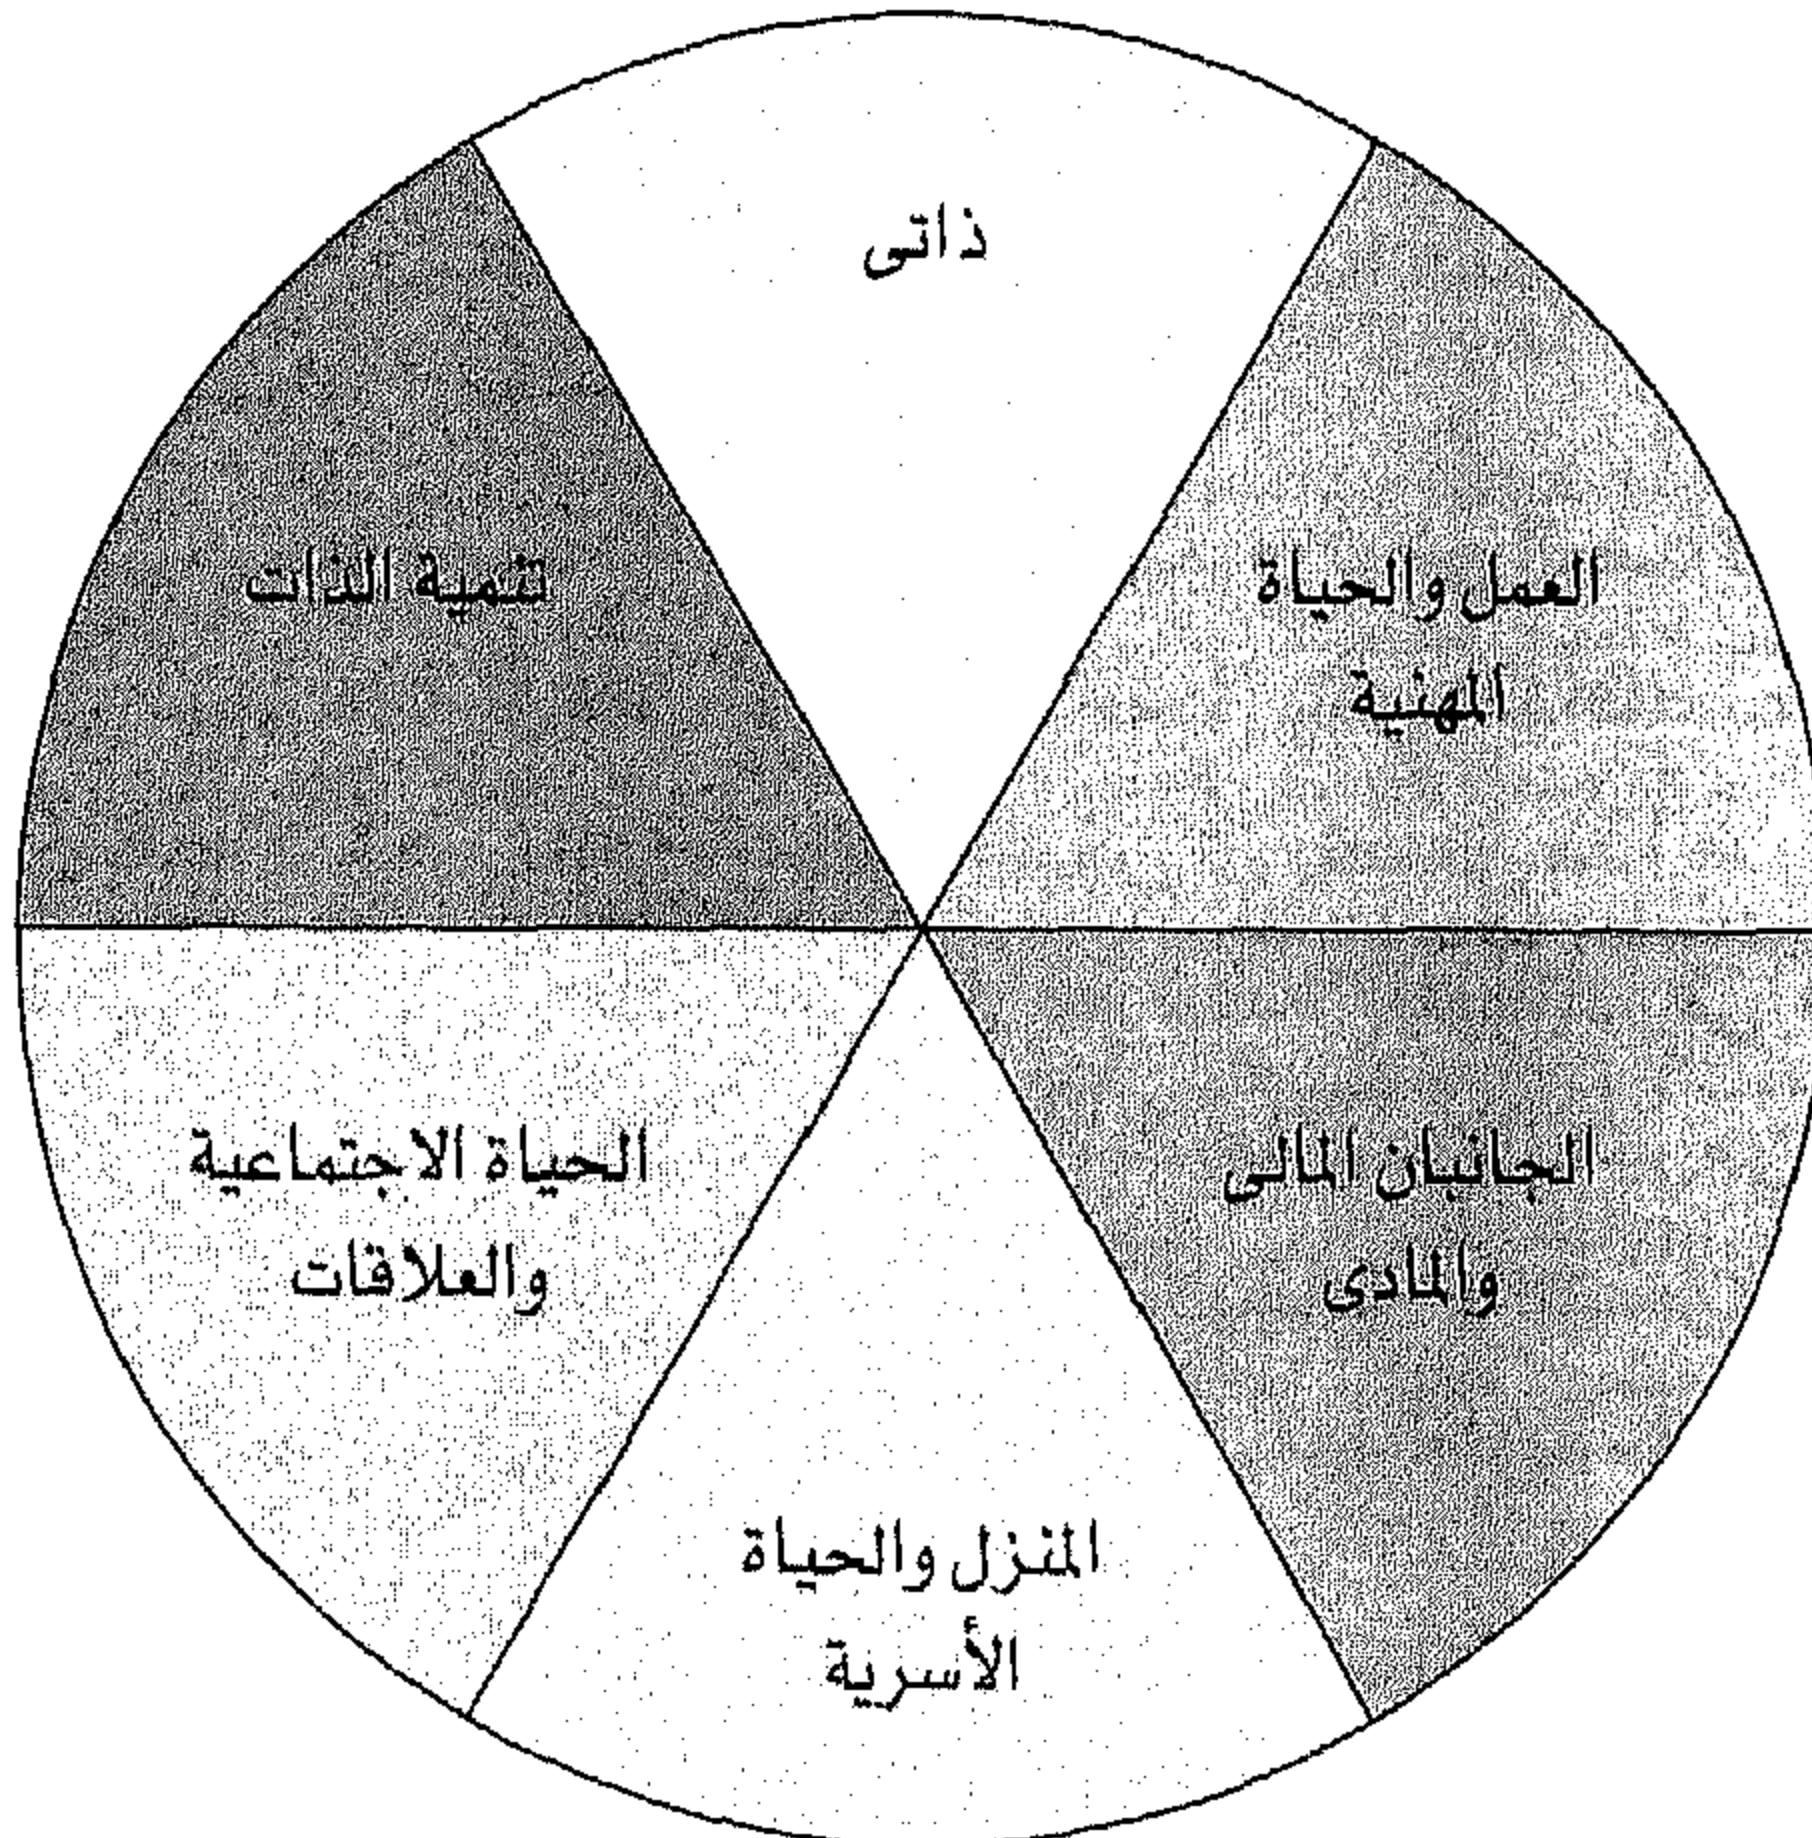 ذاتى
العمل والحياة
المهنية
الجانبان المالى
والمادى
المنزل والحياة
الأسرية
الحياة الاجتماعية
والعلاقات
تنمية الذات